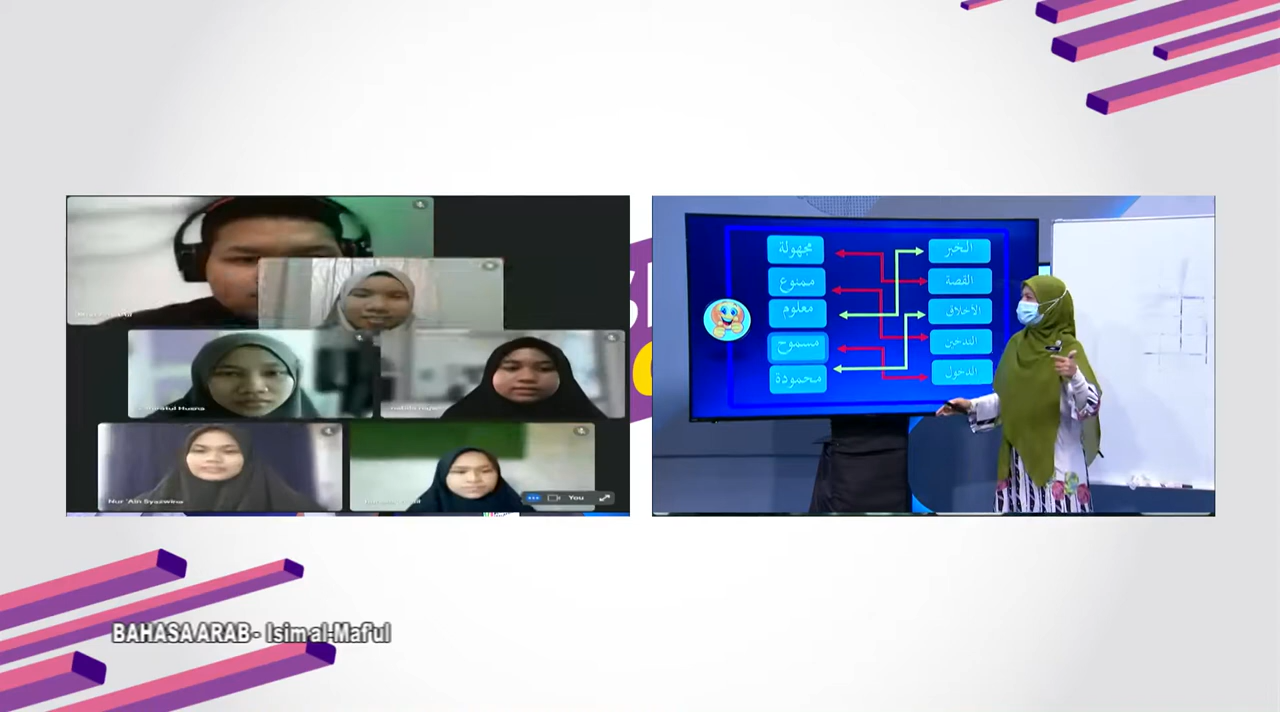 مجهولة
الخبر
ممنوع
القصة
معلوم
الأخلاق
مسموح
التدخين
محمودة
الدخول
Nur 'Ain Syazwina
You
BAHASA ARAB - Isim al-Maf'ul